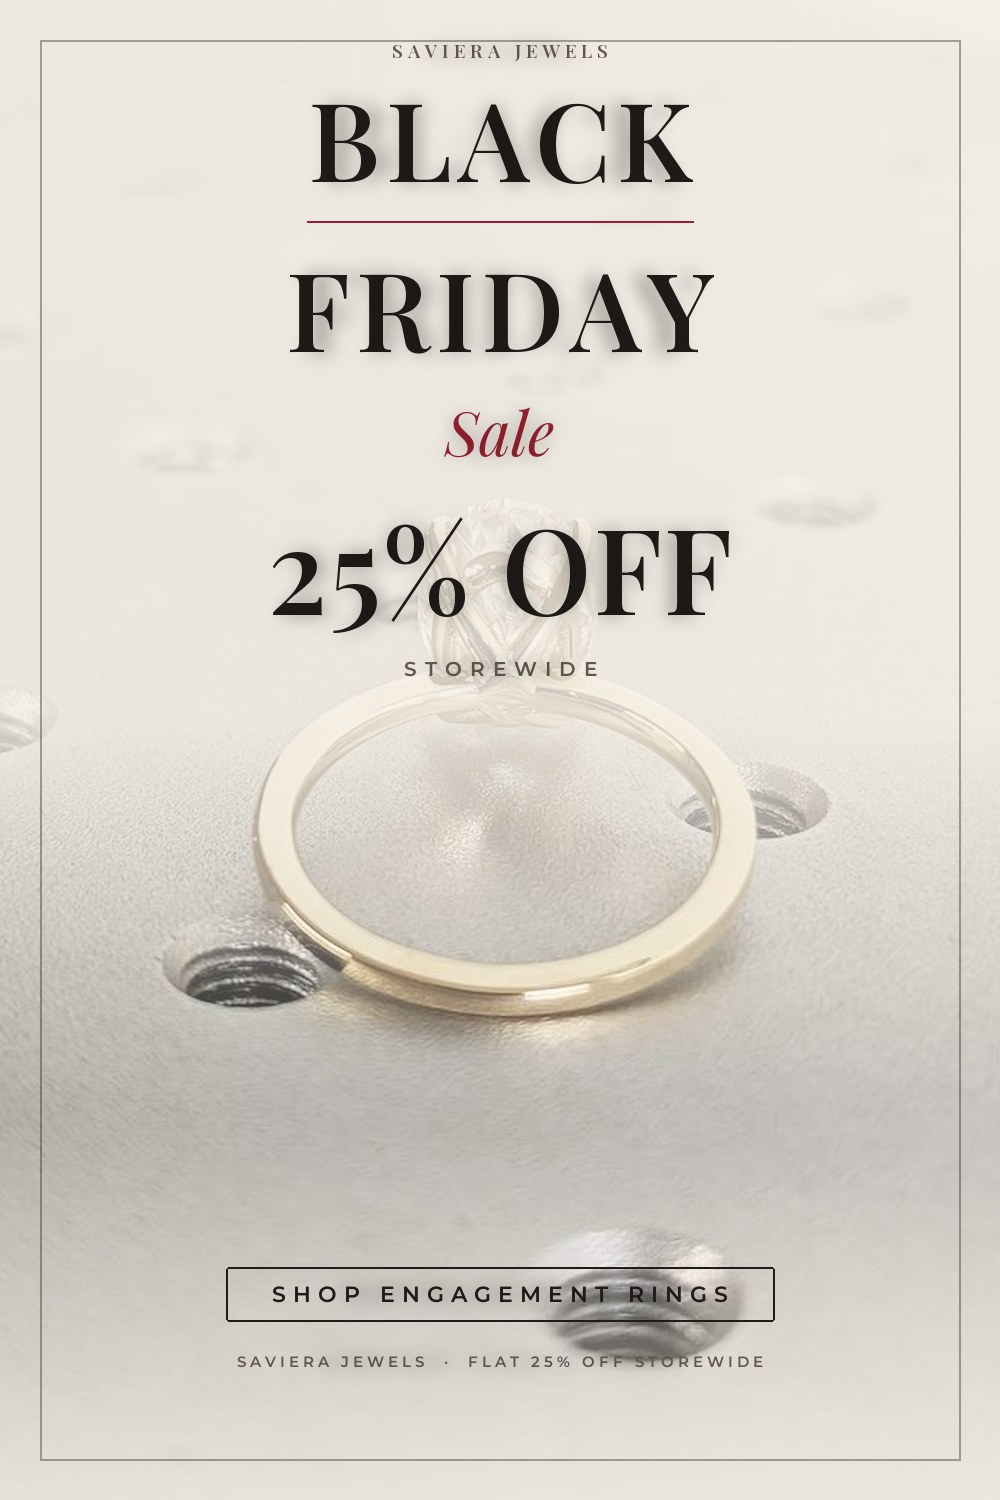 SAVIERA JEWELS
BLACK
FRIDAY
Sale
25% OFF
STOREWIDE
SHOP ENGAGEMENT RINGS
SAVIERA JEWELS · FLAT 25% OFF STOREWIDE